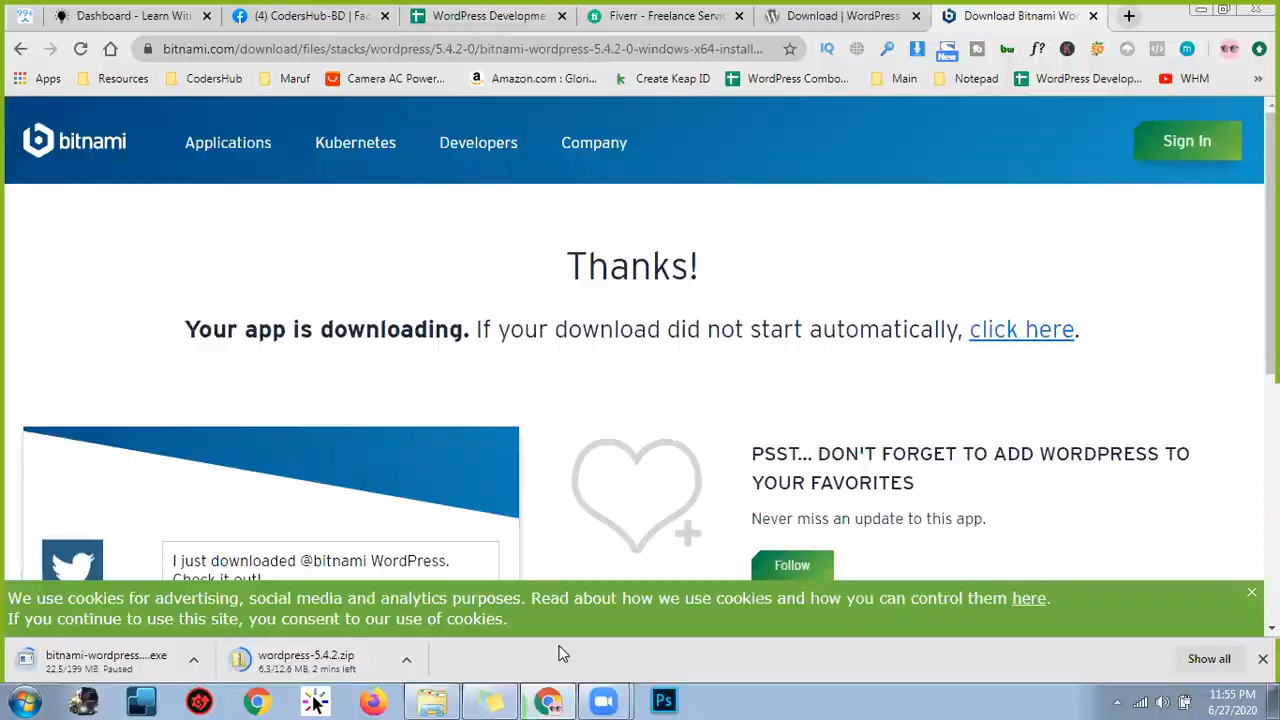 Dashboard - Learn Wit
(4) CodersHub-BD | Fac
WordPress Developme
Fiverr - Freelance Servic
Download | WordPress
Download Bitnami Wor
bitnami.com/download/files/stacks/wordpress/5.4.2-0/bitnami-wordpress-5.4.2-0-windows-x64-install...
IQ
New
bw
f?
K
m
Apps
Resources
CodersHub
Maruf
Camera AC Power...
Amazon.com : Glori...
Create Keap ID
WordPress Combo...
Main
Notepad
WordPress Develop...
WHM
»
bitnami
Applications
Kubernetes
Developers
Company
Sign In
Thanks!
Your app is downloading. If your download did not start automatically, click here.
I just downloaded @bitnami WordPress.
Check it out!
PSST... DON'T FORGET TO ADD WORDPRESS TO
YOUR FAVORITES
Never miss an update to this app.
Follow
We use cookies for advertising, social media and analytics purposes. Read about how we use cookies and how you can control them here.
If you continue to use this site, you consent to our use of cookies.
bitnami-wordpress....exe
22.5/199 MB, Paused
wordpress-5.4.2.zip
6.3/12.6 MB, 2 mins left
Show all
Ps
11:55 PM
6/27/2020